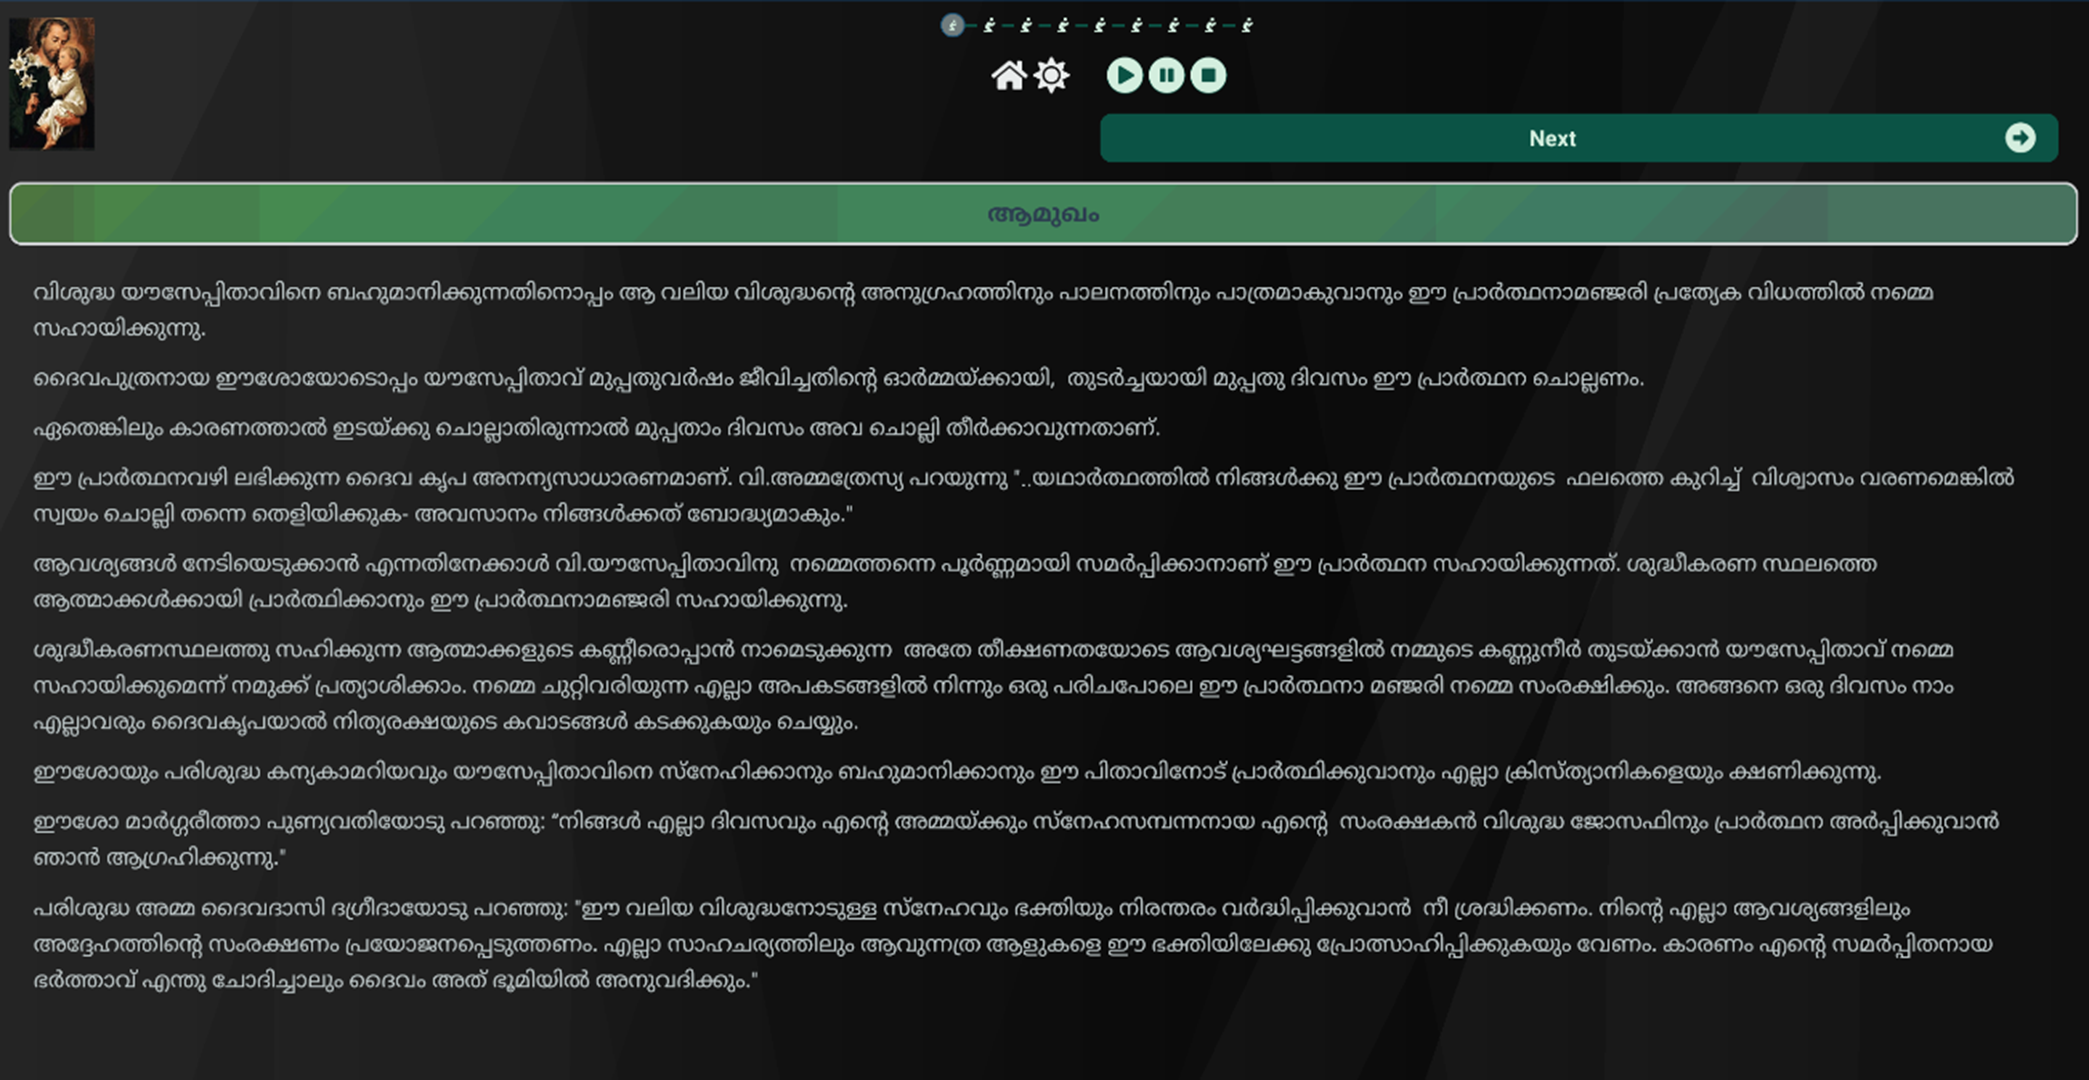 Next
ആമുഖം
വിശുദ്ധ യൗസേപ്പിതാവിനെ ബഹുമാനിക്കുന്നതിനൊപ്പം ആ വലിയ വിശുദ്ധന്റെ അനുഗ്രഹത്തിനും പാലനത്തിനും പാത്രമാകുവാനും ഈ പ്രാർത്ഥനാമഞ്ജരി പ്രത്യേക വിധത്തിൽ നമ്മെ
സഹായിക്കുന്നു.
ദൈവപുത്രനായ ഈശോയോടൊപ്പം യൗസേപ്പിതാവ് മുപ്പതുവർഷം ജീവിച്ചതിന്റെ ഓർമ്മയ്ക്കായി, തുടർച്ചയായി മുപ്പതു ദിവസം ഈ പ്രാർത്ഥന ചൊല്ലണം.
ഏതെങ്കിലും കാരണത്താൽ ഇടയ്ക്കു ചൊല്ലാതിരുന്നാൽ മുപ്പതാം ദിവസം അവ ചൊല്ലി തീർക്കാവുന്നതാണ്.
ഈ പ്രാർത്ഥനവഴി ലഭിക്കുന്ന ദൈവ കൃപ അനന്യസാധാരണമാണ്. വി.അമ്മത്രേസ്യ പറയുന്നു "..യഥാർത്ഥത്തിൽ നിങ്ങൾക്കു ഈ പ്രാർത്ഥനയുടെ ഫലത്തെ കുറിച്ച് വിശ്വാസം വരണമെങ്കിൽ
സ്വയം ചൊല്ലി തന്നെ തെളിയിക്കുക- അവസാനം നിങ്ങൾക്കത് ബോദ്ധ്യമാകും."
ആവശ്യങ്ങൾ നേടിയെടുക്കാൻ എന്നതിനേക്കാൾ വി.യൗസേപ്പിതാവിനു നമ്മെത്തന്നെ പൂർണ്ണമായി സമർപ്പിക്കാനാണ് ഈ പ്രാർത്ഥന സഹായിക്കുന്നത്. ശുദ്ധീകരണ സ്ഥലത്തെ
ആത്മാക്കൾക്കായി പ്രാർത്ഥിക്കാനും ഈ പ്രാർത്ഥനാമഞ്ജരി സഹായിക്കുന്നു.
ശുദ്ധീകരണസ്ഥലത്തു സഹിക്കുന്ന ആത്മാക്കളുടെ കണ്ണീരൊപ്പാൻ നാമെടുക്കുന്ന അതേ തീക്ഷണതയോടെ ആവശ്യഘട്ടങ്ങളിൽ നമ്മുടെ കണ്ണുനീർ തുടയ്ക്കാൻ യൗസേപ്പിതാവ് നമ്മെ
സഹായിക്കുമെന്ന് നമുക്ക് പ്രത്യാശിക്കാം. നമ്മെ ചുറ്റിവരിയുന്ന എല്ലാ അപകടങ്ങളിൽ നിന്നും ഒരു പരിചപോലെ ഈ പ്രാർത്ഥനാ മഞ്ജരി നമ്മെ സംരക്ഷിക്കും. അങ്ങനെ ഒരു ദിവസം നാം
എല്ലാവരും ദൈവകൃപയാൽ നിത്യരക്ഷയുടെ കവാടങ്ങൾ കടക്കുകയും ചെയ്യും.
ഈശോയും പരിശുദ്ധ കന്യകാമറിയവും യൗസേപ്പിതാവിനെ സ്നേഹിക്കാനും ബഹുമാനിക്കാനും ഈ പിതാവിനോട് പ്രാർത്ഥിക്കുവാനും എല്ലാ ക്രിസ്ത്യാനികളെയും ക്ഷണിക്കുന്നു.
ഈശോ മാർഗ്ഗരീത്താ പുണ്യവതിയോടു പറഞ്ഞു: “നിങ്ങൾ എല്ലാ ദിവസവും എന്റെ അമ്മയ്ക്കും സ്നേഹസമ്പന്നനായ എന്റെ സംരക്ഷകൻ വിശുദ്ധ ജോസഫിനും പ്രാർത്ഥന അർപ്പിക്കുവാൻ
ഞാൻ ആഗ്രഹിക്കുന്നു."
പരിശുദ്ധ അമ്മ ദൈവദാസി ദഗ്രീദായോടു പറഞ്ഞു: "ഈ വലിയ വിശുദ്ധനോടുള്ള സ്നേഹവും ഭക്തിയും നിരന്തരം വർദ്ധിപ്പിക്കുവാൻ നീ ശ്രദ്ധിക്കണം. നിന്റെ എല്ലാ ആവശ്യങ്ങളിലും
അദ്ദേഹത്തിന്റെ സംരക്ഷണം പ്രയോജനപ്പെടുത്തണം. എല്ലാ സാഹചര്യത്തിലും ആവുന്നത്ര ആളുകളെ ഈ ഭക്തിയിലേക്കു പ്രോത്സാഹിപ്പിക്കുകയും വേണം. കാരണം എന്റെ സമർപ്പിതനായ
ഭർത്താവ് എന്തു ചോദിച്ചാലും ദൈവം അത് ഭൂമിയിൽ അനുവദിക്കും."